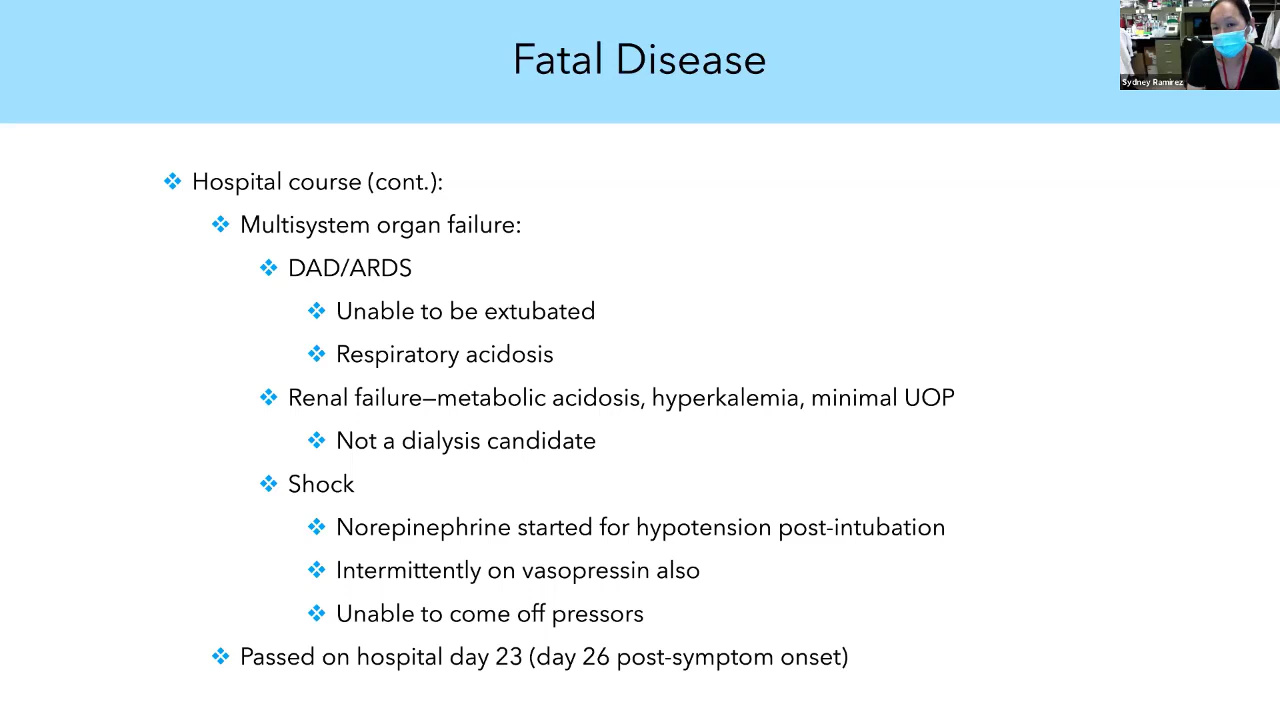 Fatal Disease
Sydney Ramirez
Hospital course (cont.):
Multisystem organ failure:
DAD/ARDS
Unable to be extubated
Respiratory acidosis
Renal failure—metabolic acidosis, hyperkalemia, minimal UOP
Not a dialysis candidate
Shock
Norepinephrine started for hypotension post-intubation
Intermittently on vasopressin also
Unable to come off pressors
Passed on hospital day 23 (day 26 post-symptom onset)